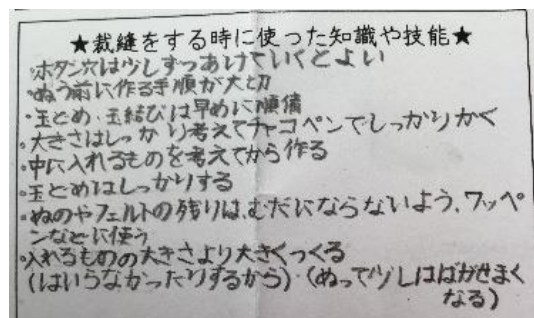 ★裁縫をする時に使った知識や技能★
・ボタン穴は少しずつあけていくとよい
・ぬう前に作る手順が大切
・玉どめ、玉結びは早めに順備
・大きさはしっかり考えてチャコペンでしっかりかく
・中に入れるものを考えてから作る
・玉どめはしっかりする
・ぬのやフェルトの残りは、むだにならないよう、ワッペ
ンなどに使う
・入れるものの大きさより大きくつくる
(はいらなかったりするから)・(ぬって少しはばがせまく
なる)